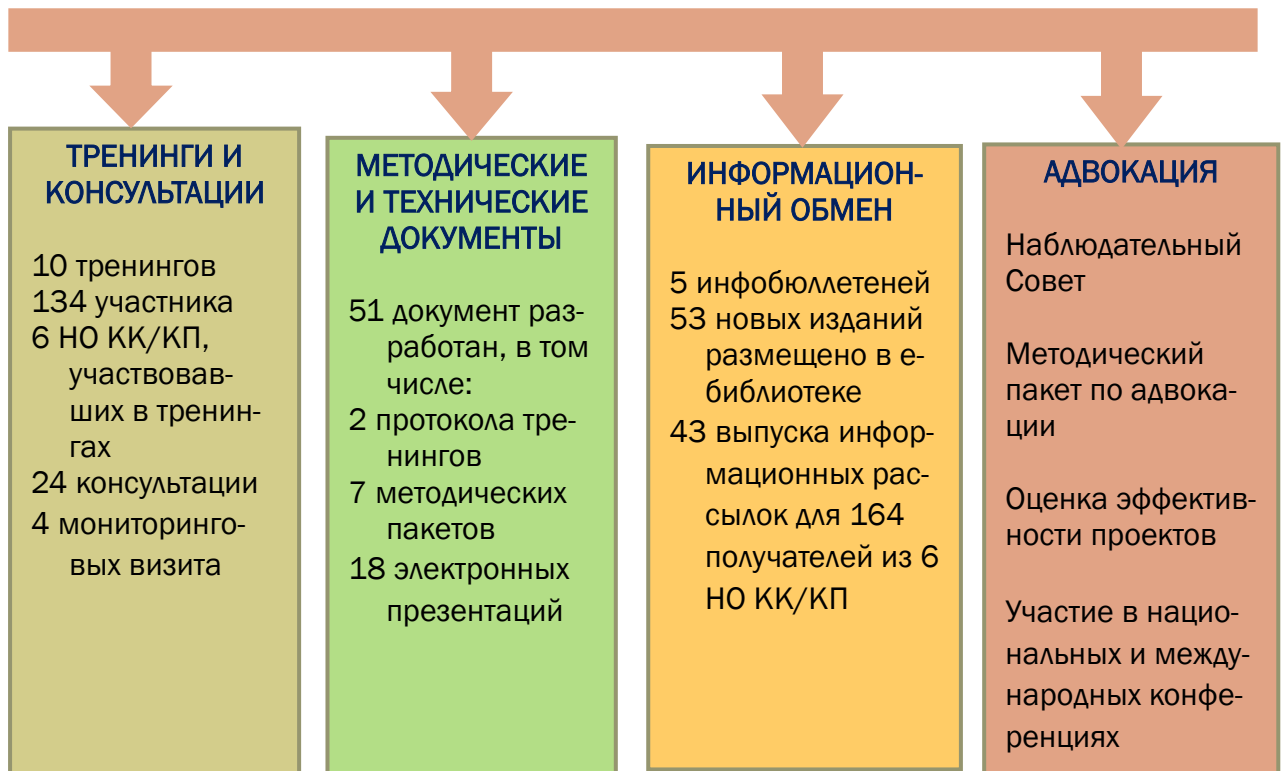 ТРЕНИНГИ И
КОНСУЛЬТАЦИИ
10 тренингов
134 участника
6 НО КК/КП,
участвовав-
ших в тренин-
гах
24 консультации
4 мониторинго-
вых визита
МЕТОДИЧЕСКИЕ
И ТЕХНИЧЕСКИЕ
ДОКУМЕНТЫ
51 документ раз-
работан, в том
числе:
2 протокола тре-
нингов
7 методических
пакетов
18 электронных
презентаций
ИНФОРМАЦИОН-
НЫЙ ОБМЕН
5 инфобюллетеней
53 новых изданий
размещено в е-
библиотеке
43 выпуска инфор-
мационных рас-
сылок для 164
получателей из 6
НО КК/КП
АДВОКАЦИЯ
Наблюдательный
Совет
Методический
пакет по адвока-
ции
Оценка эффектив-
ности проектов
Участие в нацио-
нальных и между-
народных конфе-
ренциях